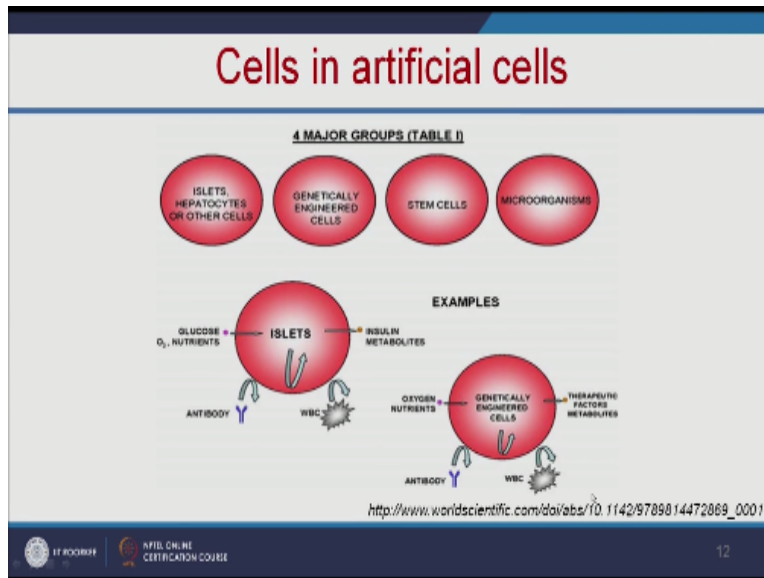 Cells in artificial cells
4 MAJOR GROUPS (TABLE I)
ISLETS,
HEPATOCYTES
OR OTHER CELLS
GENETICALLY
ENGINEERED
CELLS
STEM CELLS
MICROORGANISMS
EXAMPLES
GLUCOSE
O2, NUTRIENTS
ISLETS
INSULIN
METABOLITES
ANTIBODY
WBC
OXYGEN
NUTRIENTS
GENETICALLY
ENGINEERED
CELLS
THERAPEUTIC
FACTORS
METABOLITES
ANTIBODY
WBC
http://www.worldscientific.com/doi/abs/10.1142/9789814472869_0001
IIT ROORKEE
NPTEL ONLINE
CERTIFICATION COURSE
12